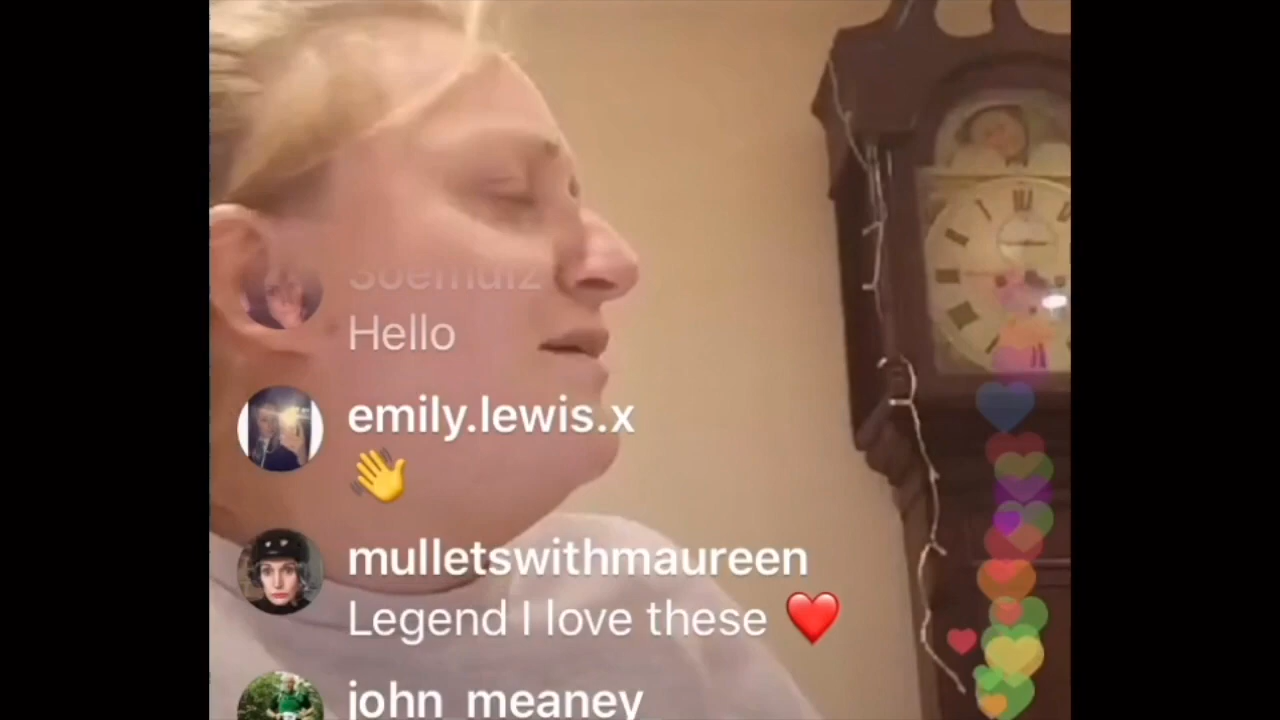 Hello
emily.lewis.x
👋
mulletswithmaureen
Legend I love these ❤️
john_meaney